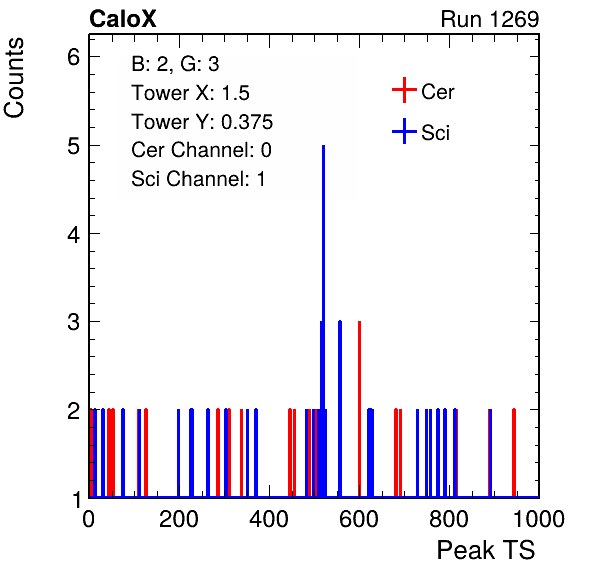 CaloX Run 1269
Counts
B: 2, G: 3
Tower X: 1.5
Tower Y: 0.375
Cer Channel: 0
Sci Channel: 1
Cer
Sci
6
5
4
3
2
1
0 200 400 600 800 1000
Peak TS